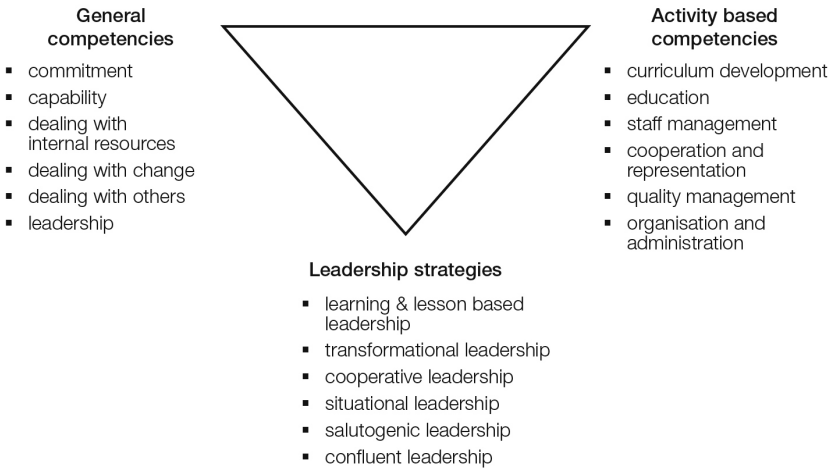 General
competencies
▪ commitment
▪ capability
▪ dealing with
internal resources
▪ dealing with change
▪ dealing with others
▪ leadership
Activity based
competencies
▪ curriculum development
▪ education
▪ staff management
▪ cooperation and
representation
▪ quality management
▪ organisation and
administration
Leadership strategies
▪ learning & lesson based
leadership
▪ transformational leadership
▪ cooperative leadership
▪ situational leadership
▪ salutogenic leadership
▪ confluent leadership